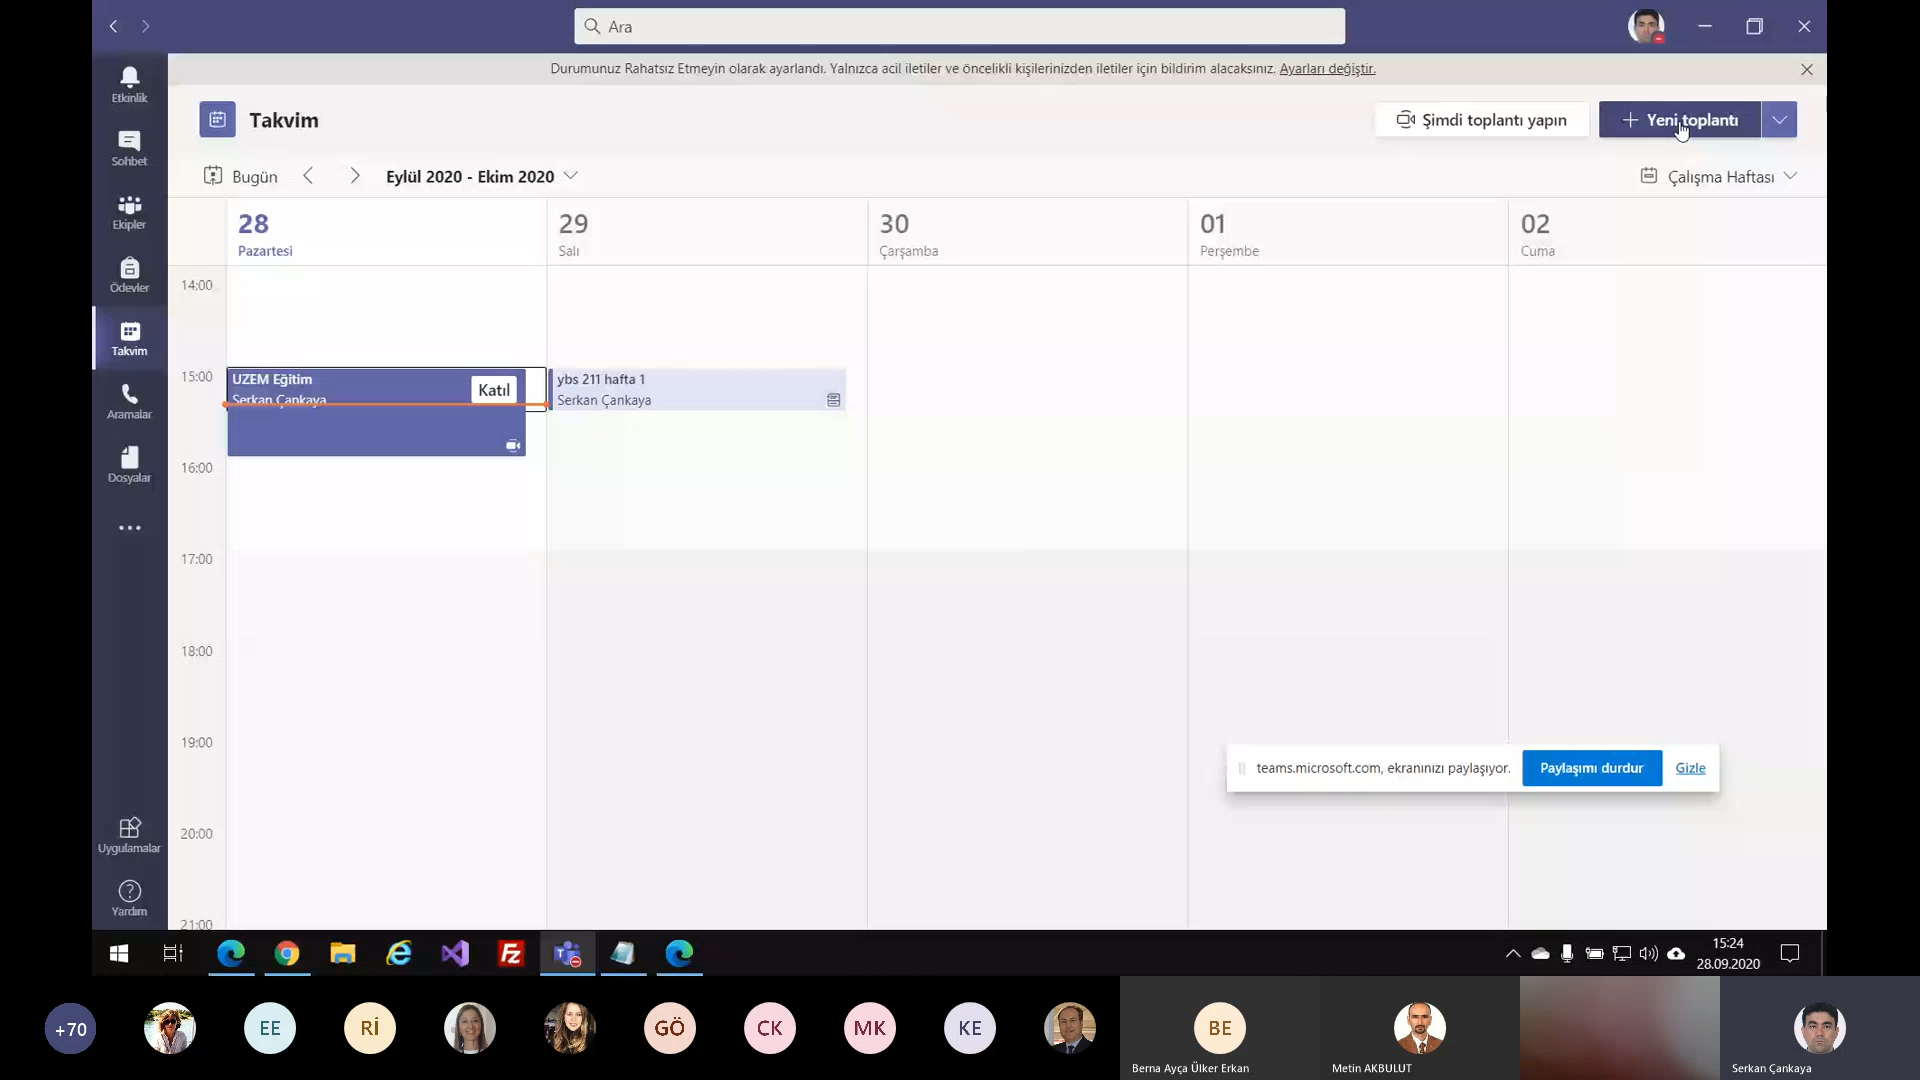 Ara
Durumunuz Rahatsız Etmeyin olarak ayarlandı. Yalnızca acil iletiler ve öncelikli kişilerinizden iletiler için bildirim alacaksınız. Ayarları değiştir.
Etkinlik
Sohbet
Ekipler
Ödevler
Takvim
Aramalar
Dosyalar
Uygulamalar
Yardım
Takvim
Şimdi toplantı yapın
Yeni toplantı
Bugün
Eylül 2020 - Ekim 2020
Çalışma Haftası
28
Pazartesi
29
Salı
30
Çarşamba
01
Perşembe
02
Cuma
14:00
15:00
16:00
17:00
18:00
19:00
20:00
21:00
UZEM Eğitim
Serkan Çankaya
Katıl
ybs 211 hafta 1
Serkan Çankaya
teams.microsoft.com, ekranınızı paylaşıyor.
Paylaşımı durdur
Gizle
Fz
15:24
28.09.2020
+70
EE
Rİ
GÖ
CK
MK
KE
BE
Berna Ayça Ülker Erkan
Metin AKBULUT
Serkan Çankaya